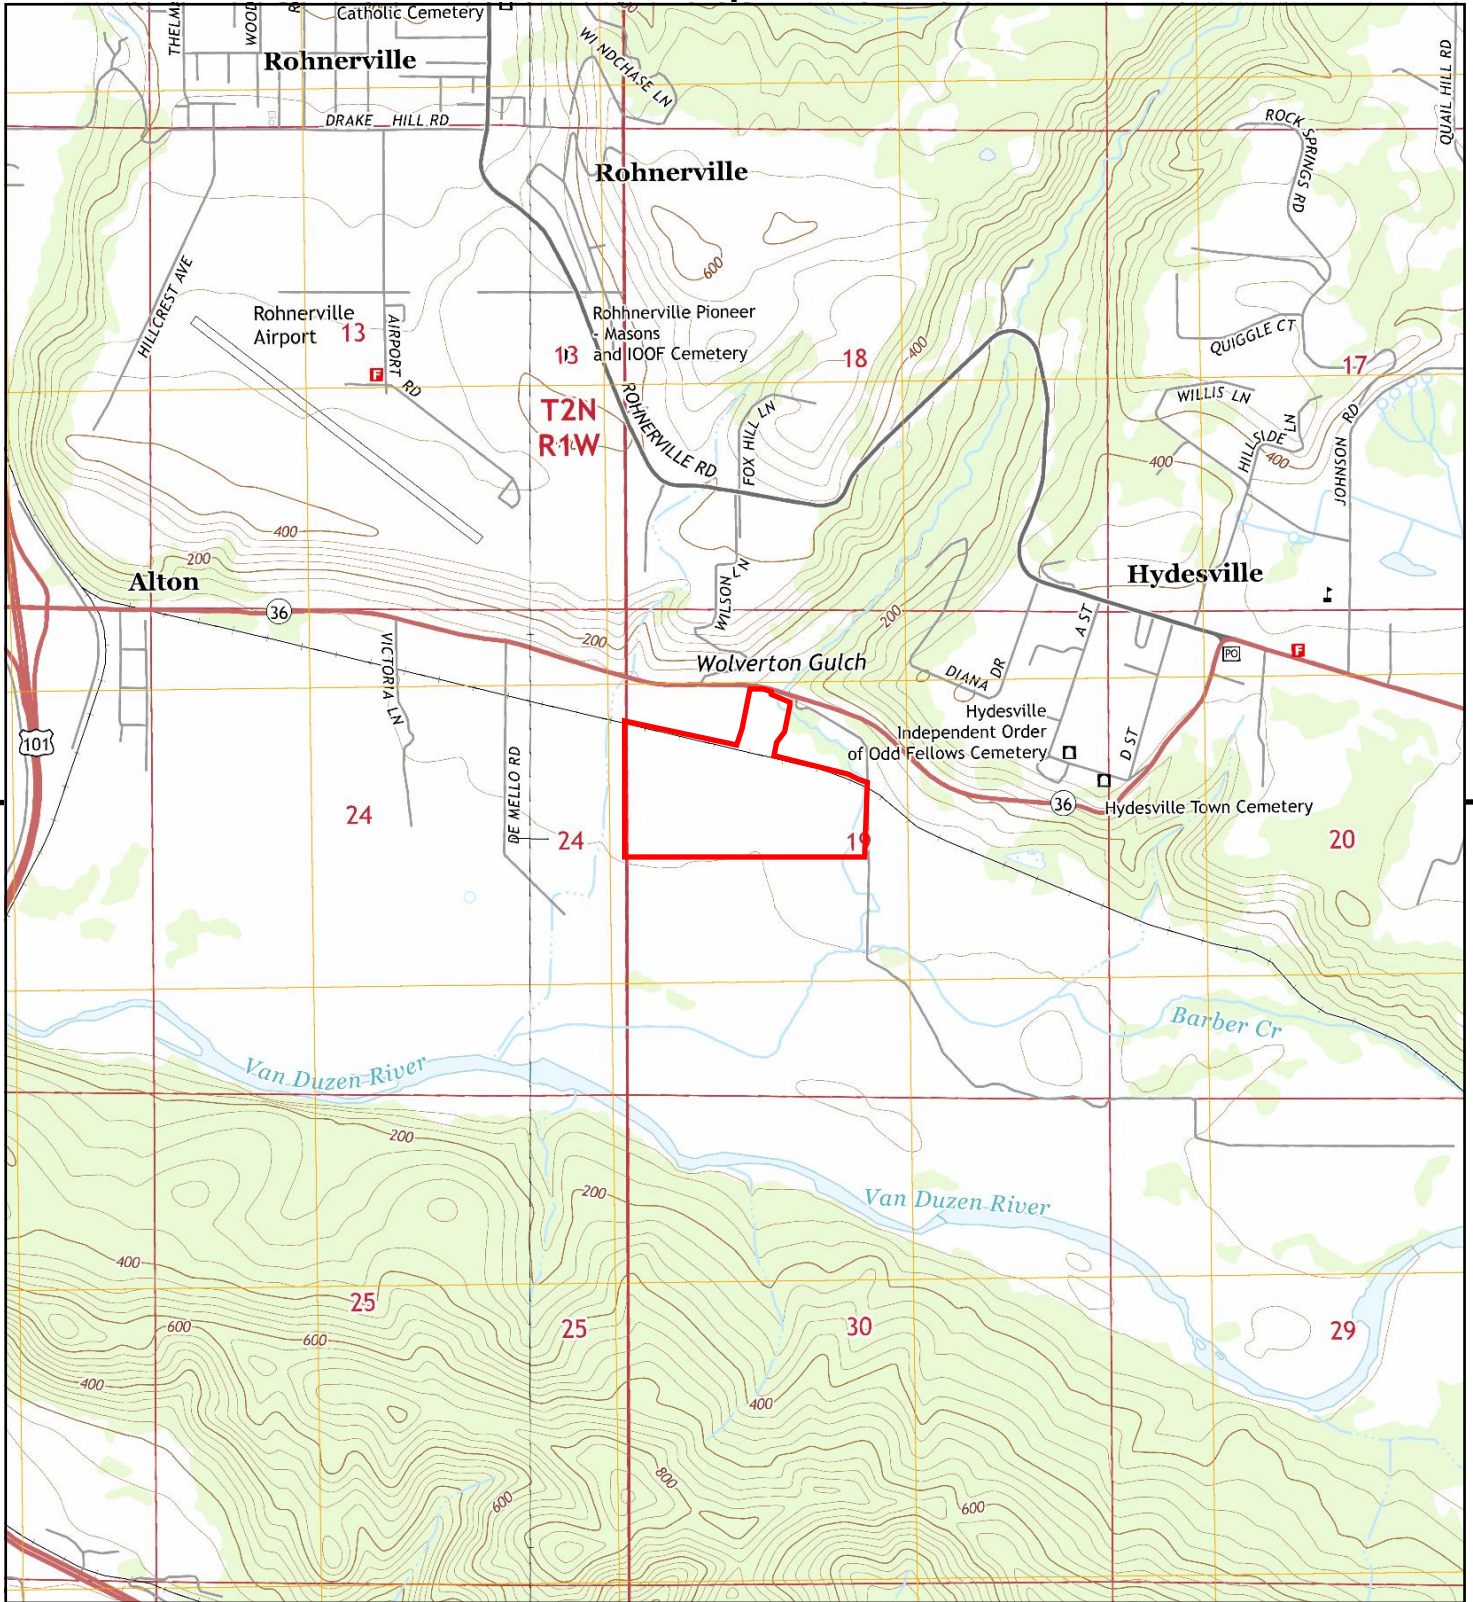 Catholic Cemetery
THELMA
WOOD
R
Rohnerville
WINDCHASE LN
QUAIL HILL RD
DRAKE HILL RD
ROCK SPRINGS RD
Rohnerville
HILLCREST AVE
600
Rohnerville
Airport
13
AIRPORT RD
F
Rohhnerville Pioneer
- Masons
and IOOF Cemetery
13
18
400
QUIGGLE CT
17
T2N
R1W
ROHNERVILLE RD
FOX HILL LN
WILLIS LN
HILLSIDE LN
JOHNSON RD
400
400
400
200
Alton
36
Hydesville
WILSON LN
200
A ST
VICTORIA LN
200
Wolverton Gulch
DIANA DR
PO
F
101
Hydesville
Independent Order
of Odd Fellows Cemetery
D ST
DE MELLO RD
36
Hydesville Town Cemetery
24
24
19
20
Barber Cr
Van Duzen River
200
200
Van Duzen River
400
25
25
30
29
600
600
400
400
800
600
600